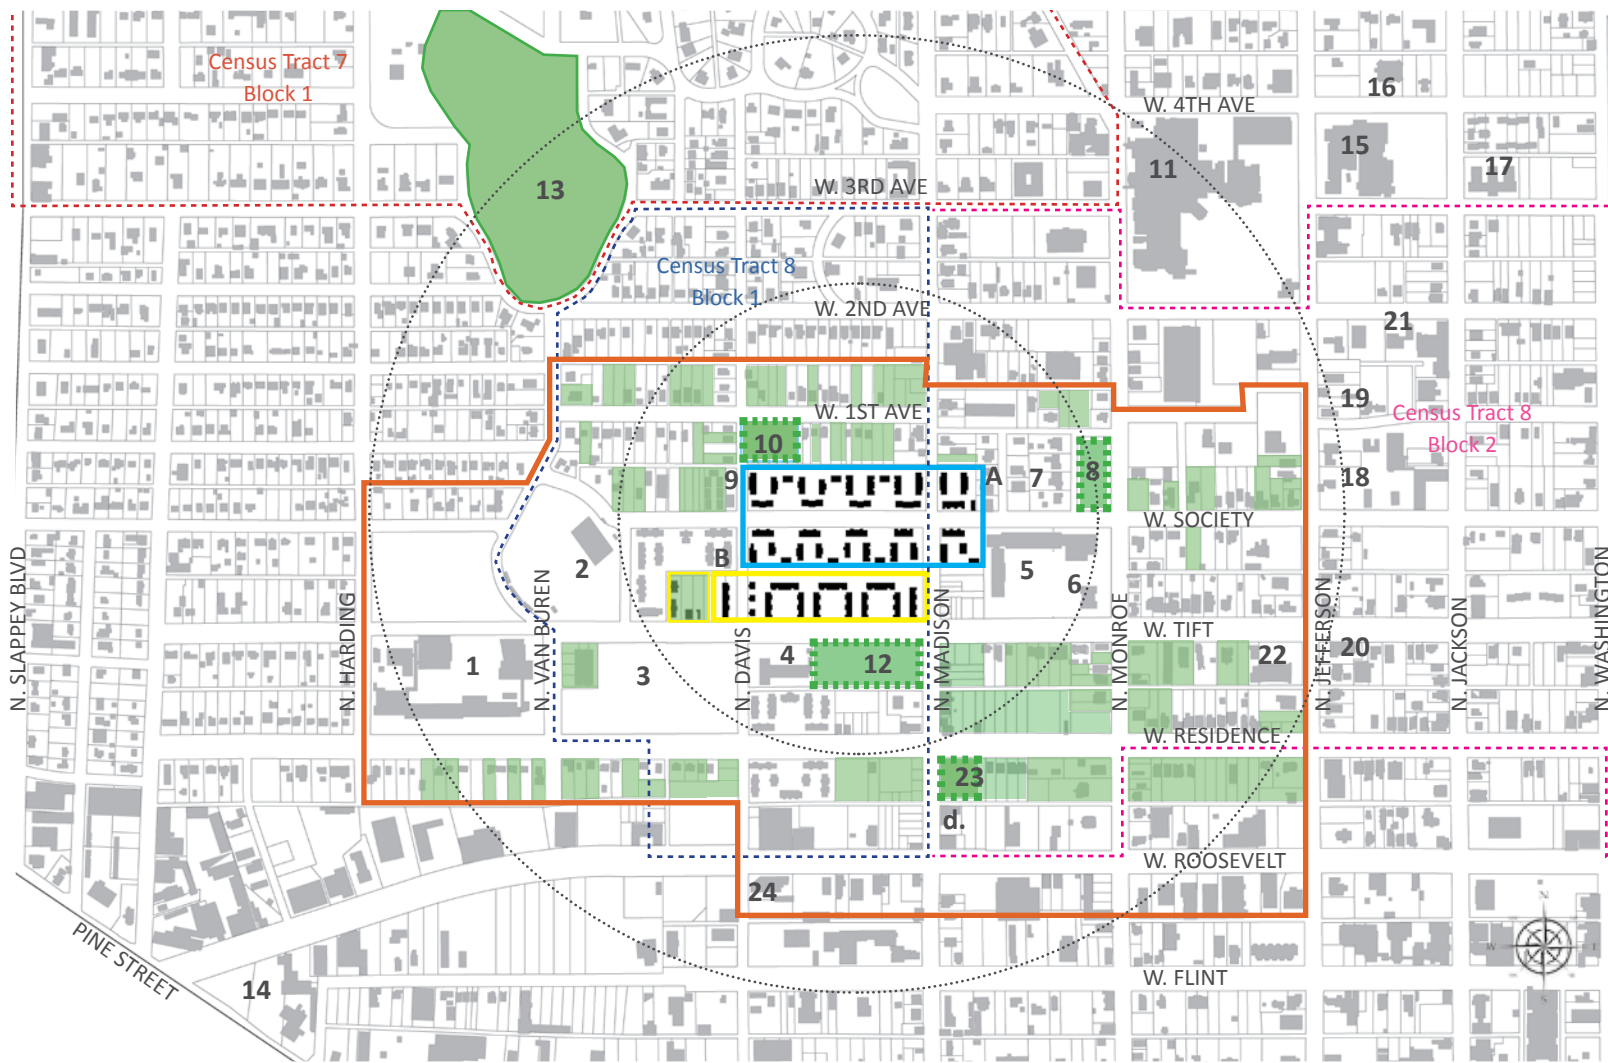 Census Tract 7
Block 1
16
W. 4TH AVE
15
11
17
13
W. 3RD AVE
Census Tract 8
Block 1
W. 2ND AVE
21
19
W. 1ST AVE
Census Tract 8
Block 2
10
9
A
7
8
18
W. SOCIETY
2
B
5
6
N. SLAPPEY BLVD
N. HARDING
N. VAN BUREN
N. DAVIS
N. MADISON
N. MONROE
N. JEFFERSON
N. JACKSON
N. WASHINGTON
W. TIFT
1
3
4
12
22
20
W. RESIDENCE
23
d.
W. ROOSEVELT
24
N
W
E
S
PINE STREET
14
W. FLINT